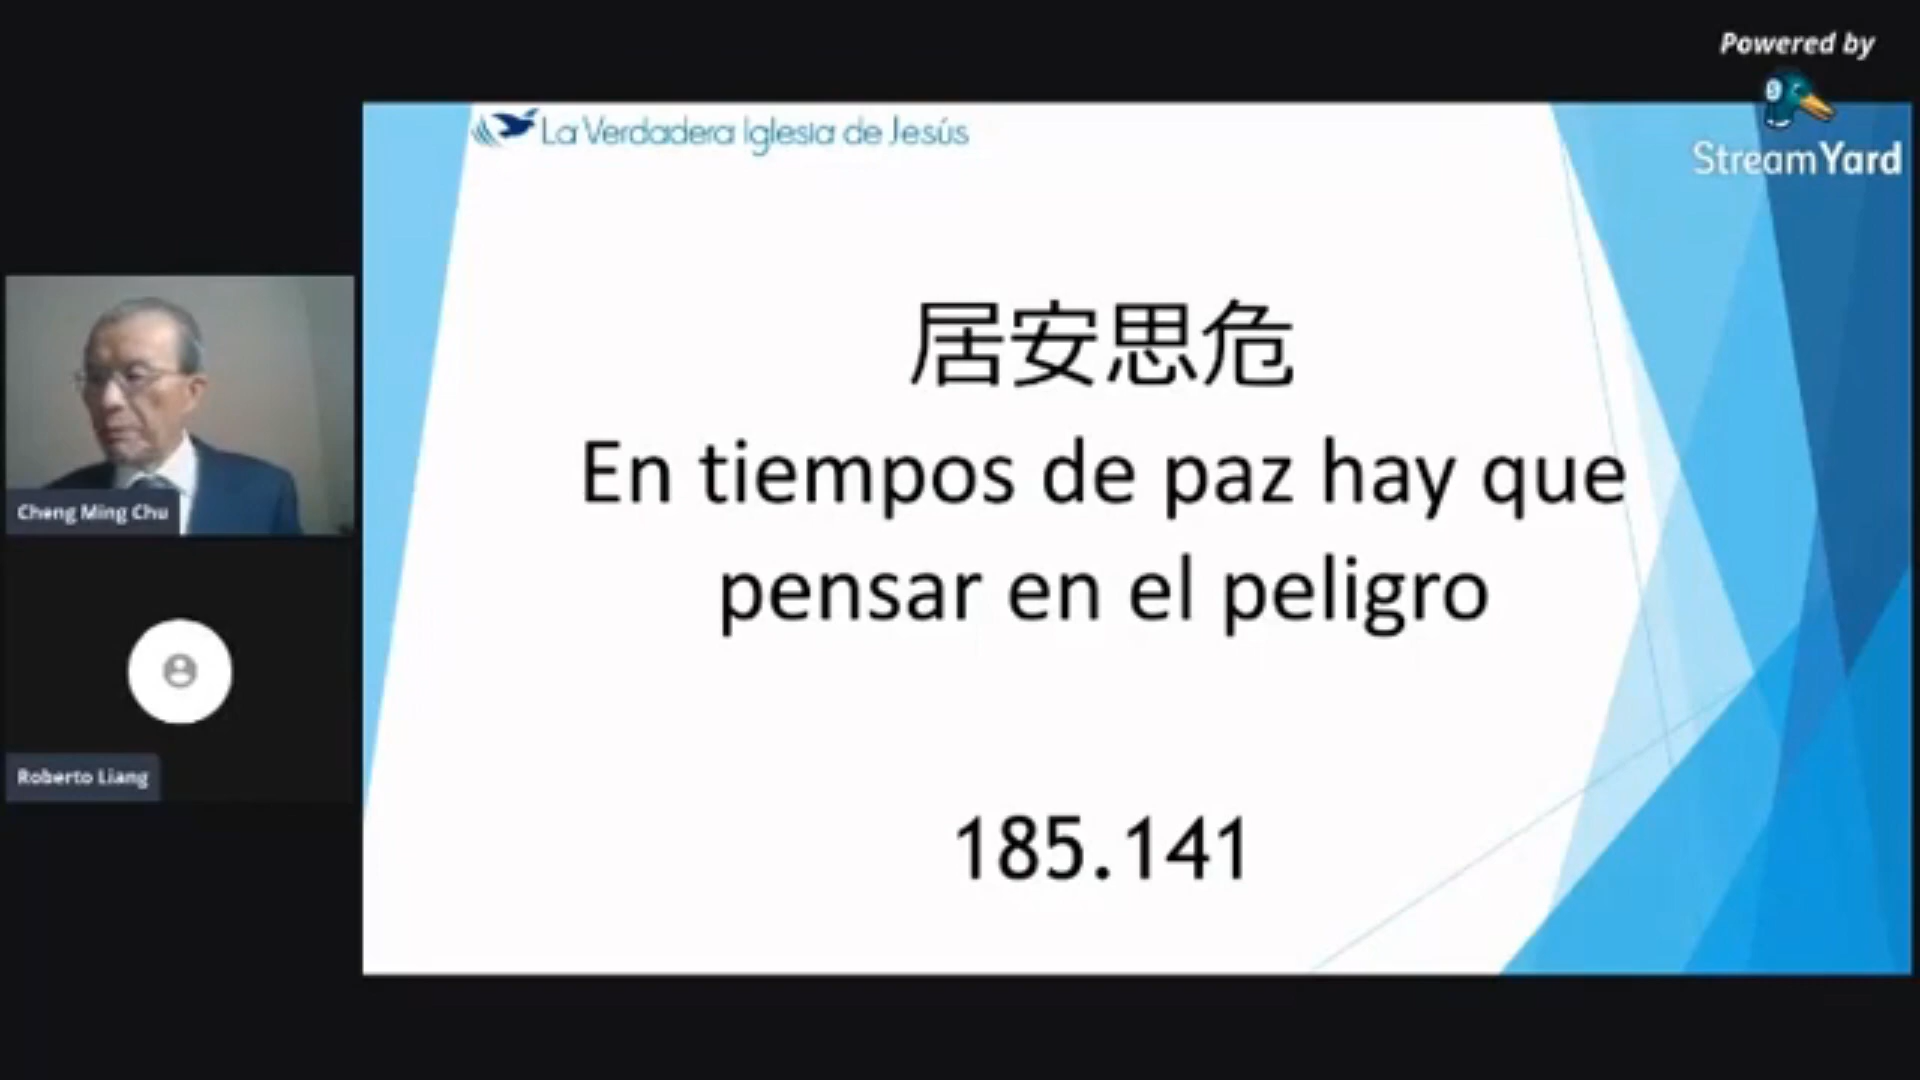 Powered by
StreamYard
La Verdadera Iglesia de Jesús
居安思危
En tiempos de paz hay que
pensar en el peligro
185.141
Cheng Ming Chu
Roberto Liang